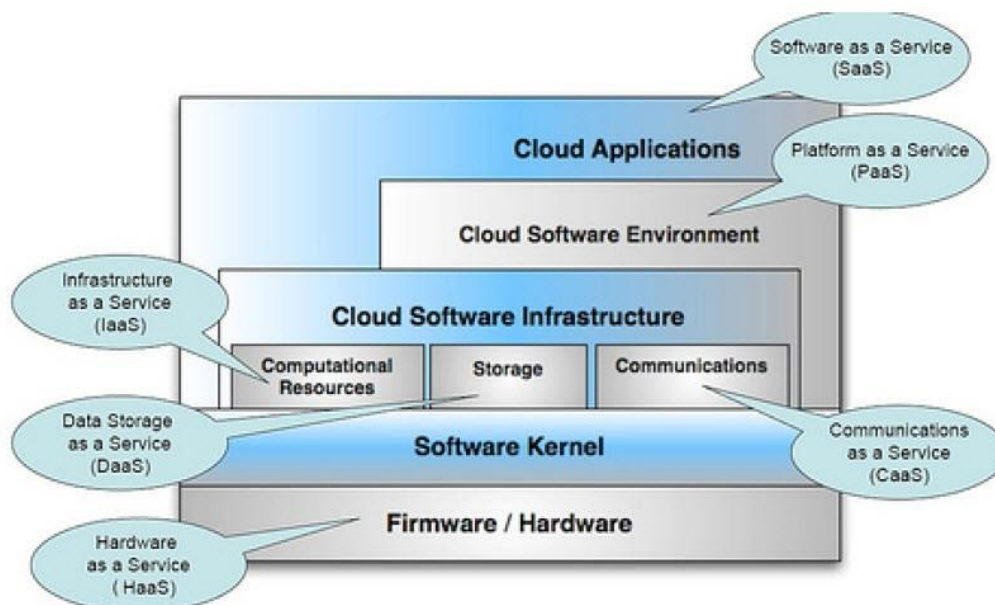 Software as a Service
(SaaS)
Cloud Applications
Platform as a Service
(PaaS)
Cloud Software Environment
Infrastructure
as a Service
(IaaS)
Cloud Software Infrastructure
Computational
Resources
Storage
Communications
Data Storage
as a Service
(DaaS)
Software Kernel
Communications
as a Service
(CaaS)
Firmware / Hardware
Hardware
as a Service
( HaaS)